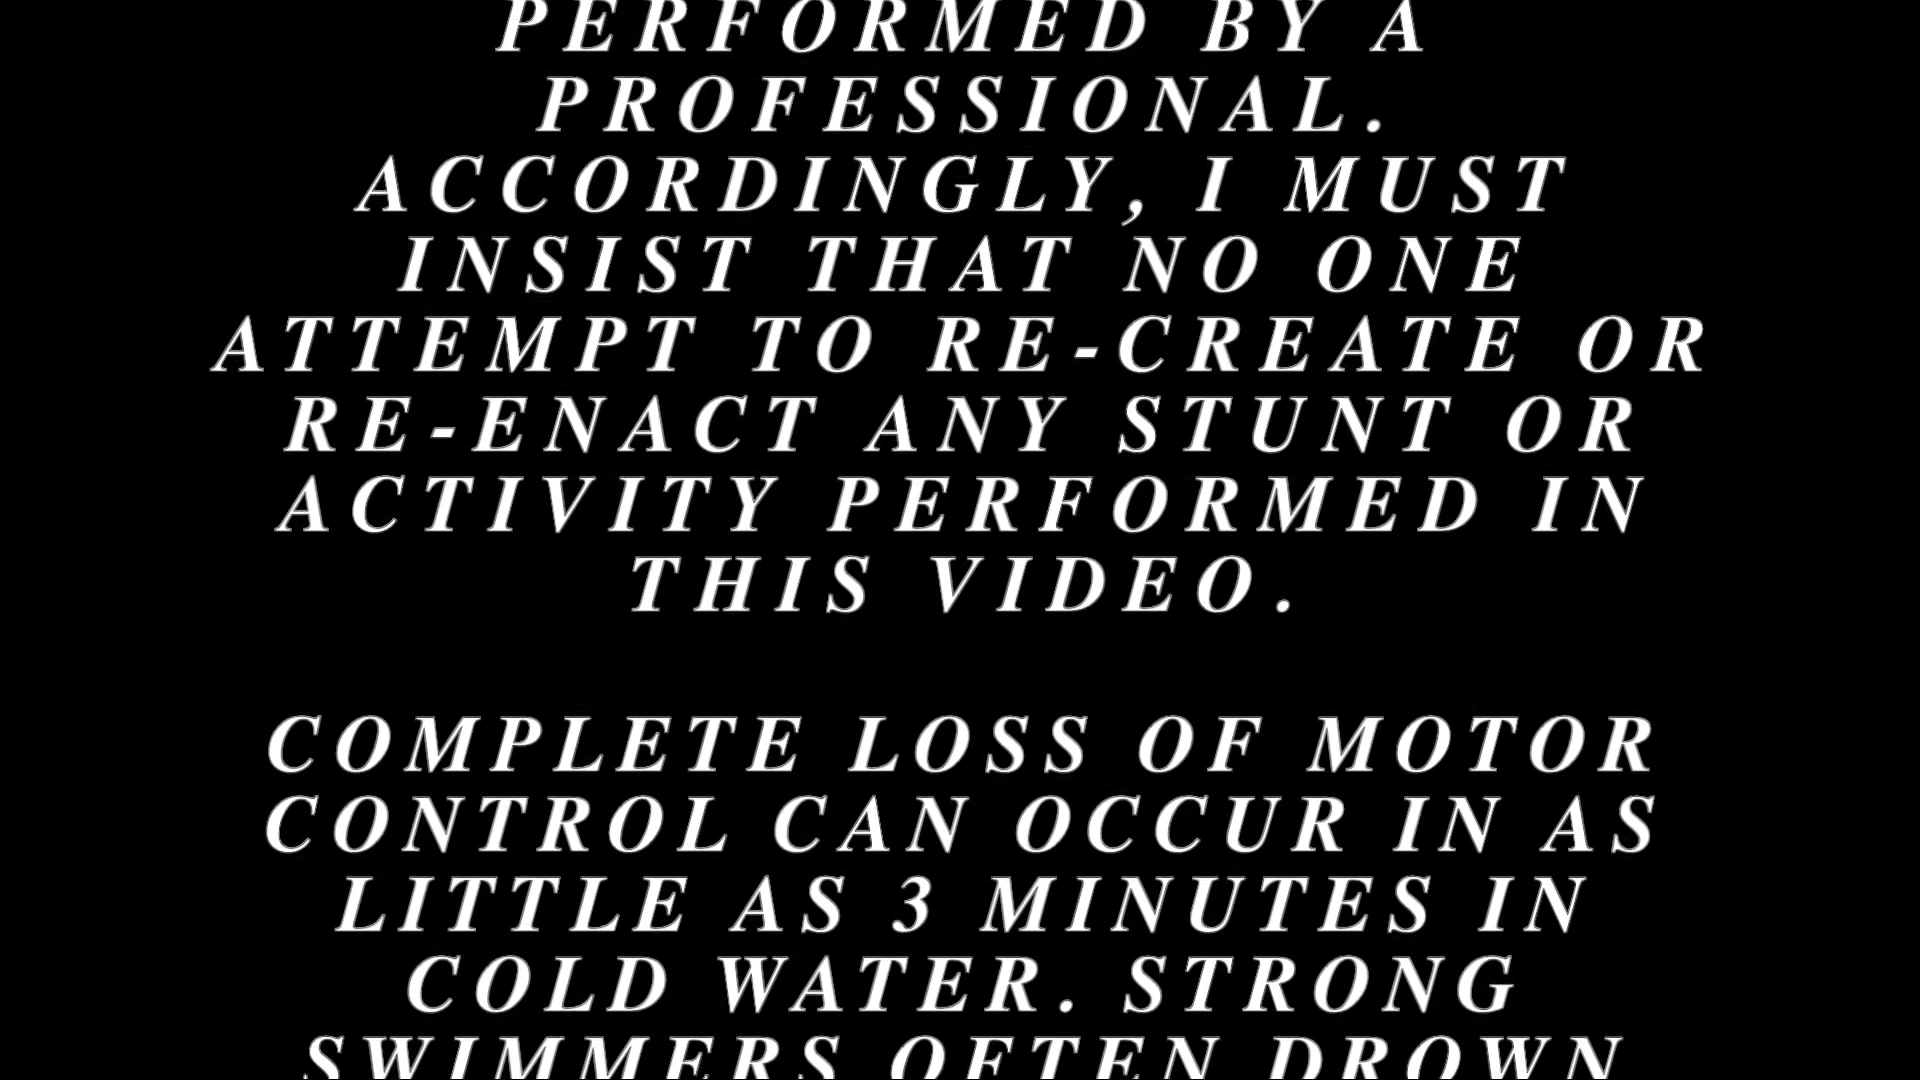 PERFORMED BY A
PROFESSIONAL.
ACCORDINGLY, I MUST
INSIST THAT NO ONE
ATTEMPT TO RE-CREATE OR
RE-ENACT ANY STUNT OR
ACTIVITY PERFORMED IN
THIS VIDEO.
COMPLETE LOSS OF MOTOR
CONTROL CAN OCCUR IN AS
LITTLE AS 3 MINUTES IN
COLD WATER. STRONG
SWIMMERS OFTEN DROWN